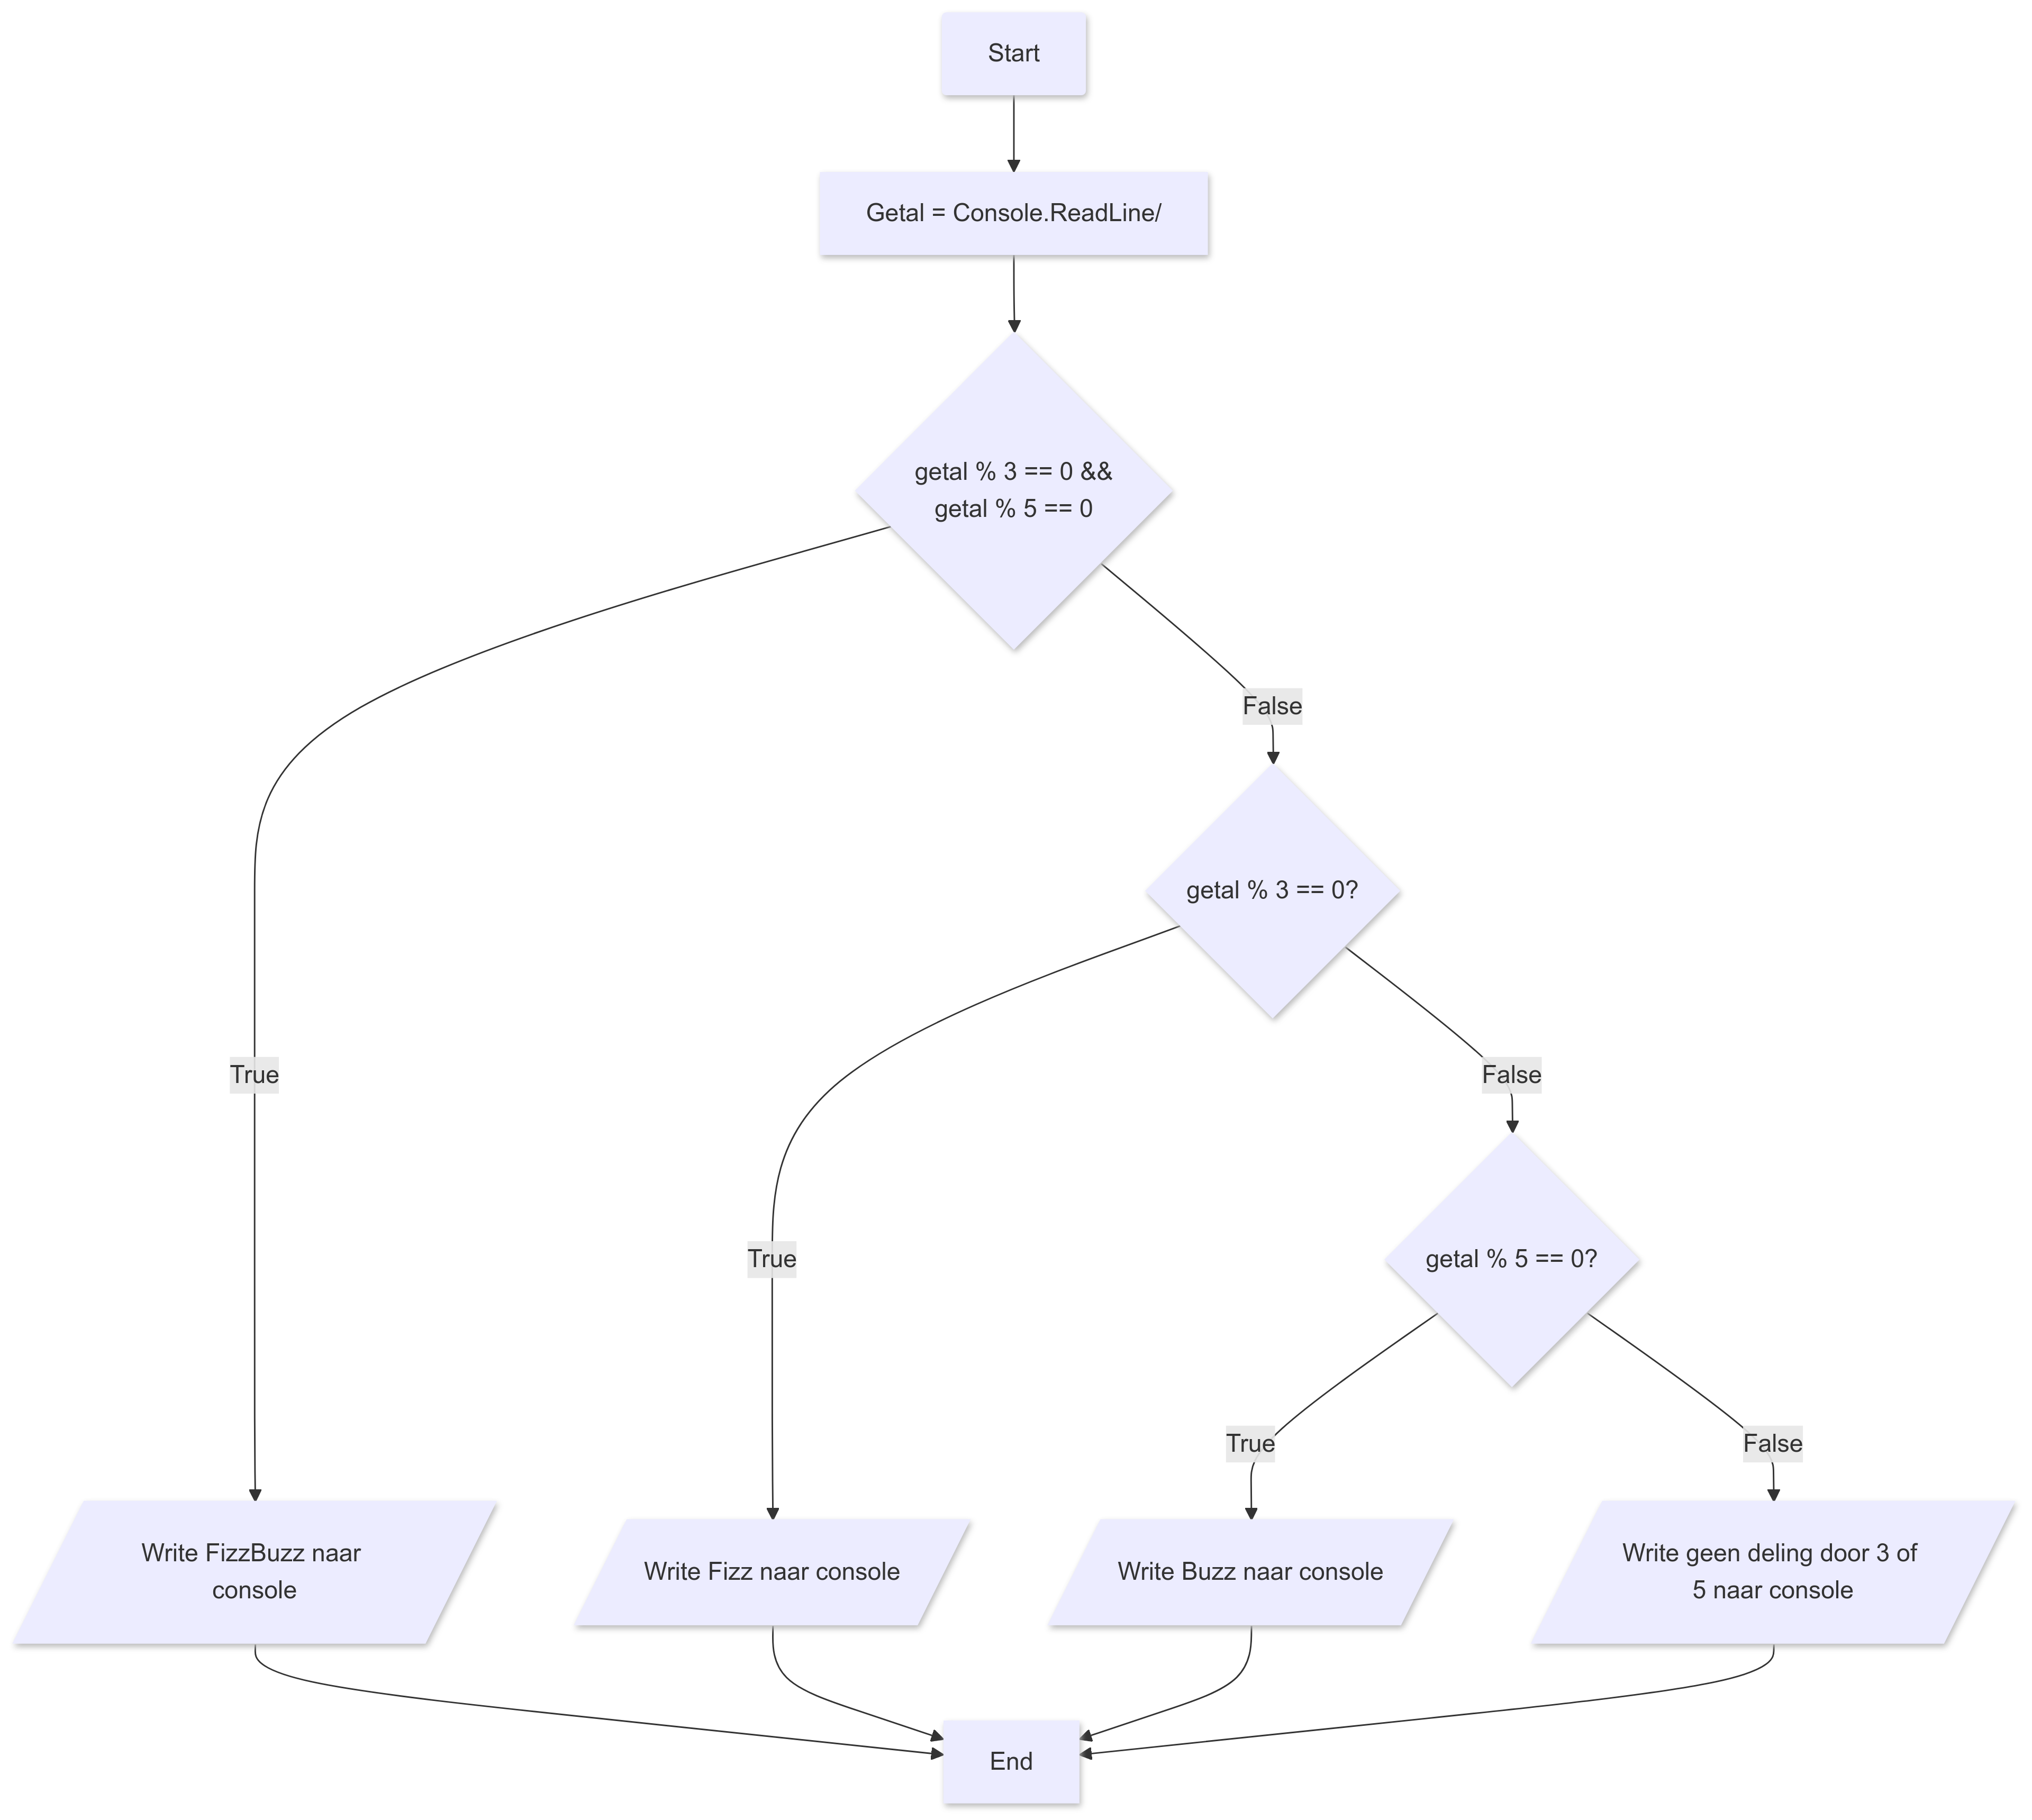 Start
Getal = Console.ReadLine/
getal % 3 == 0 &&
getal % 5 == 0
False
getal % 3 == 0?
True
False
True
getal % 5 == 0?
True
False
Write FizzBuzz naar
console
Write Fizz naar console
Write Buzz naar console
Write geen deling door 3 of
5 naar console
End